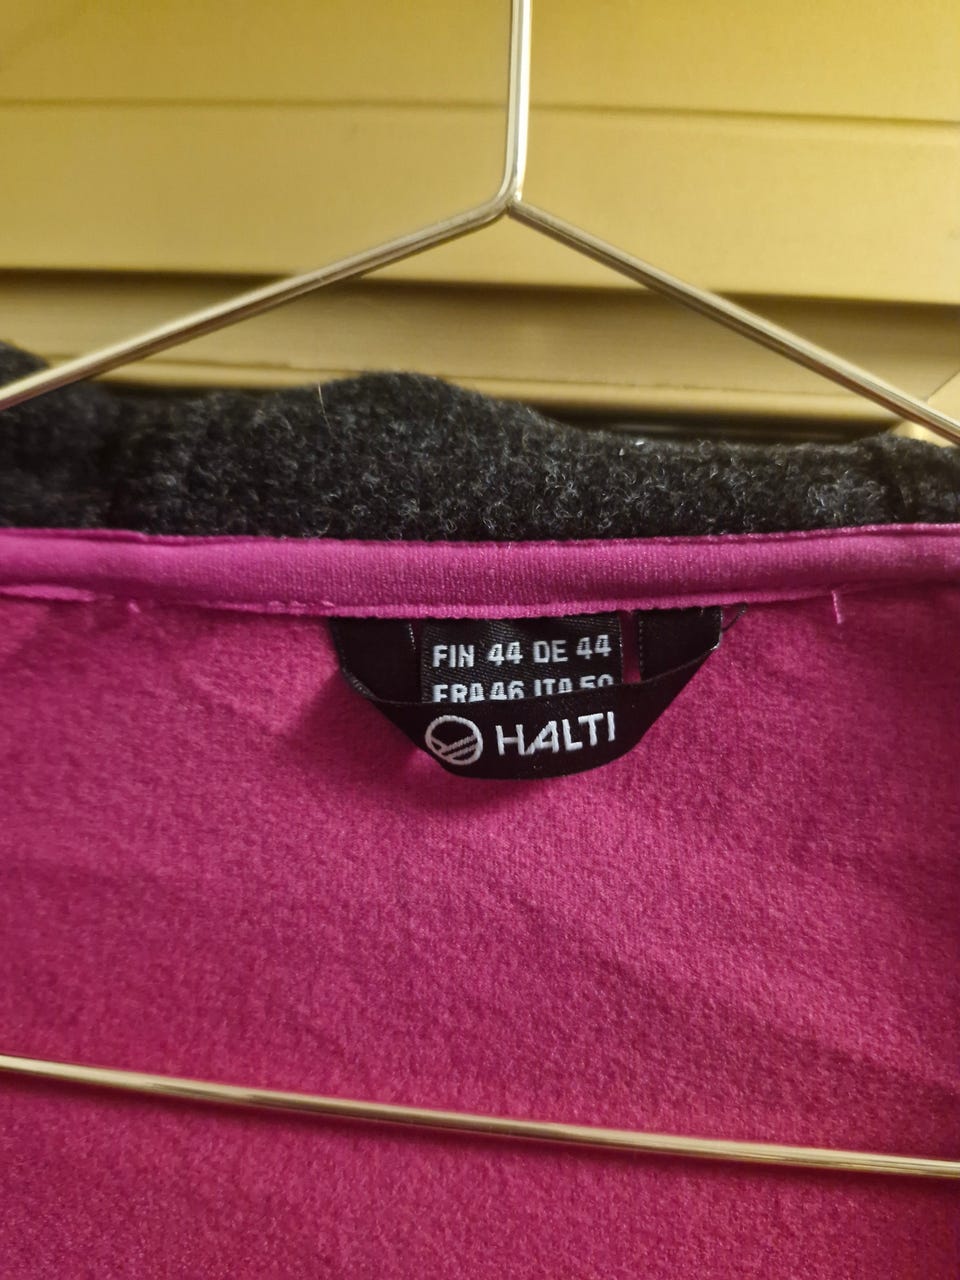 FIN 44 DE 44
FRA 46 ITA 50
HALTI